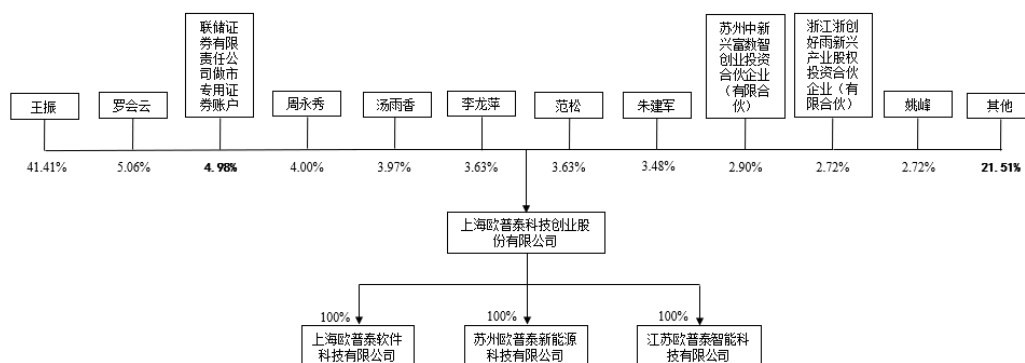 联储证
券有限
责任公
司做市
专用证
券账户
苏州中新
兴富数智
创业投资
合伙企业
（有限合
伙）
浙江浙创
好雨新兴
产业股权
投资合伙
企业（有
限合伙）
王振
罗会云
周永秀
汤雨香
李龙萍
范松
朱建军
姚峰
其他
41.41%
5.06%
4.98%
4.00%
3.97%
3.63%
3.63%
3.48%
2.90%
2.72%
2.72%
21.51%
上海欧普泰科技创业股
份有限公司
100%
100%
100%
上海欧普泰软件
科技有限公司
苏州欧普泰新能源
科技有限公司
江苏欧普泰智能科
技有限公司